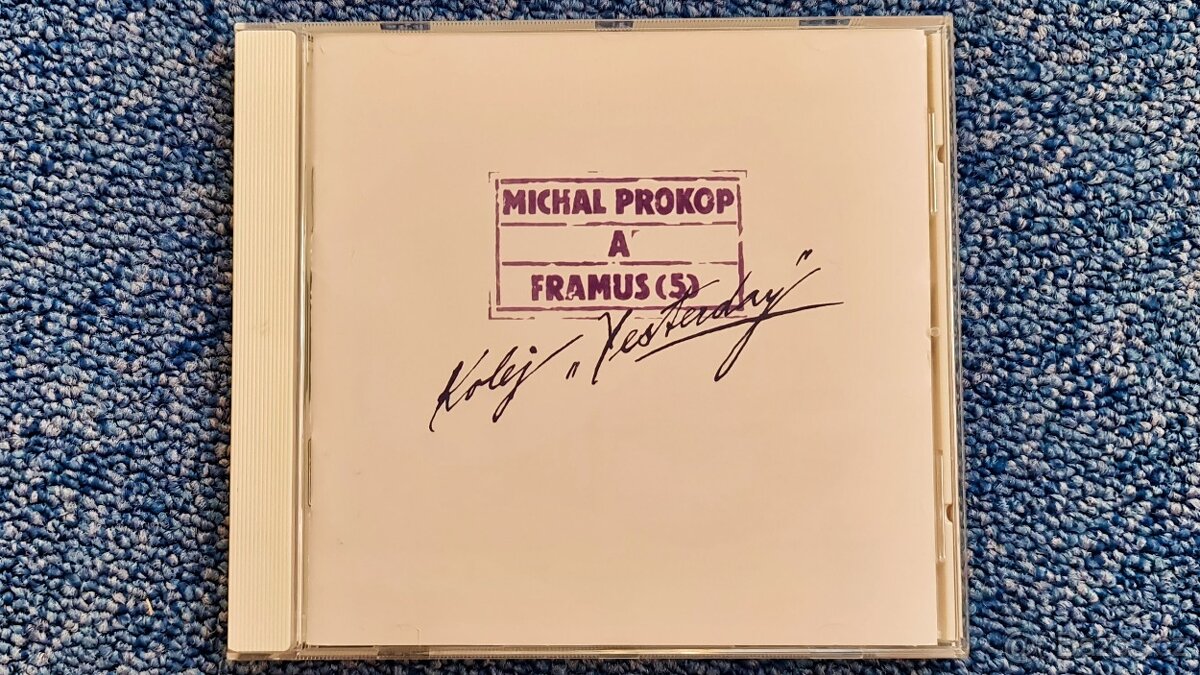 MICHAL PROKOP
A
FRAMUS (5)
Kolej „Yesterday"